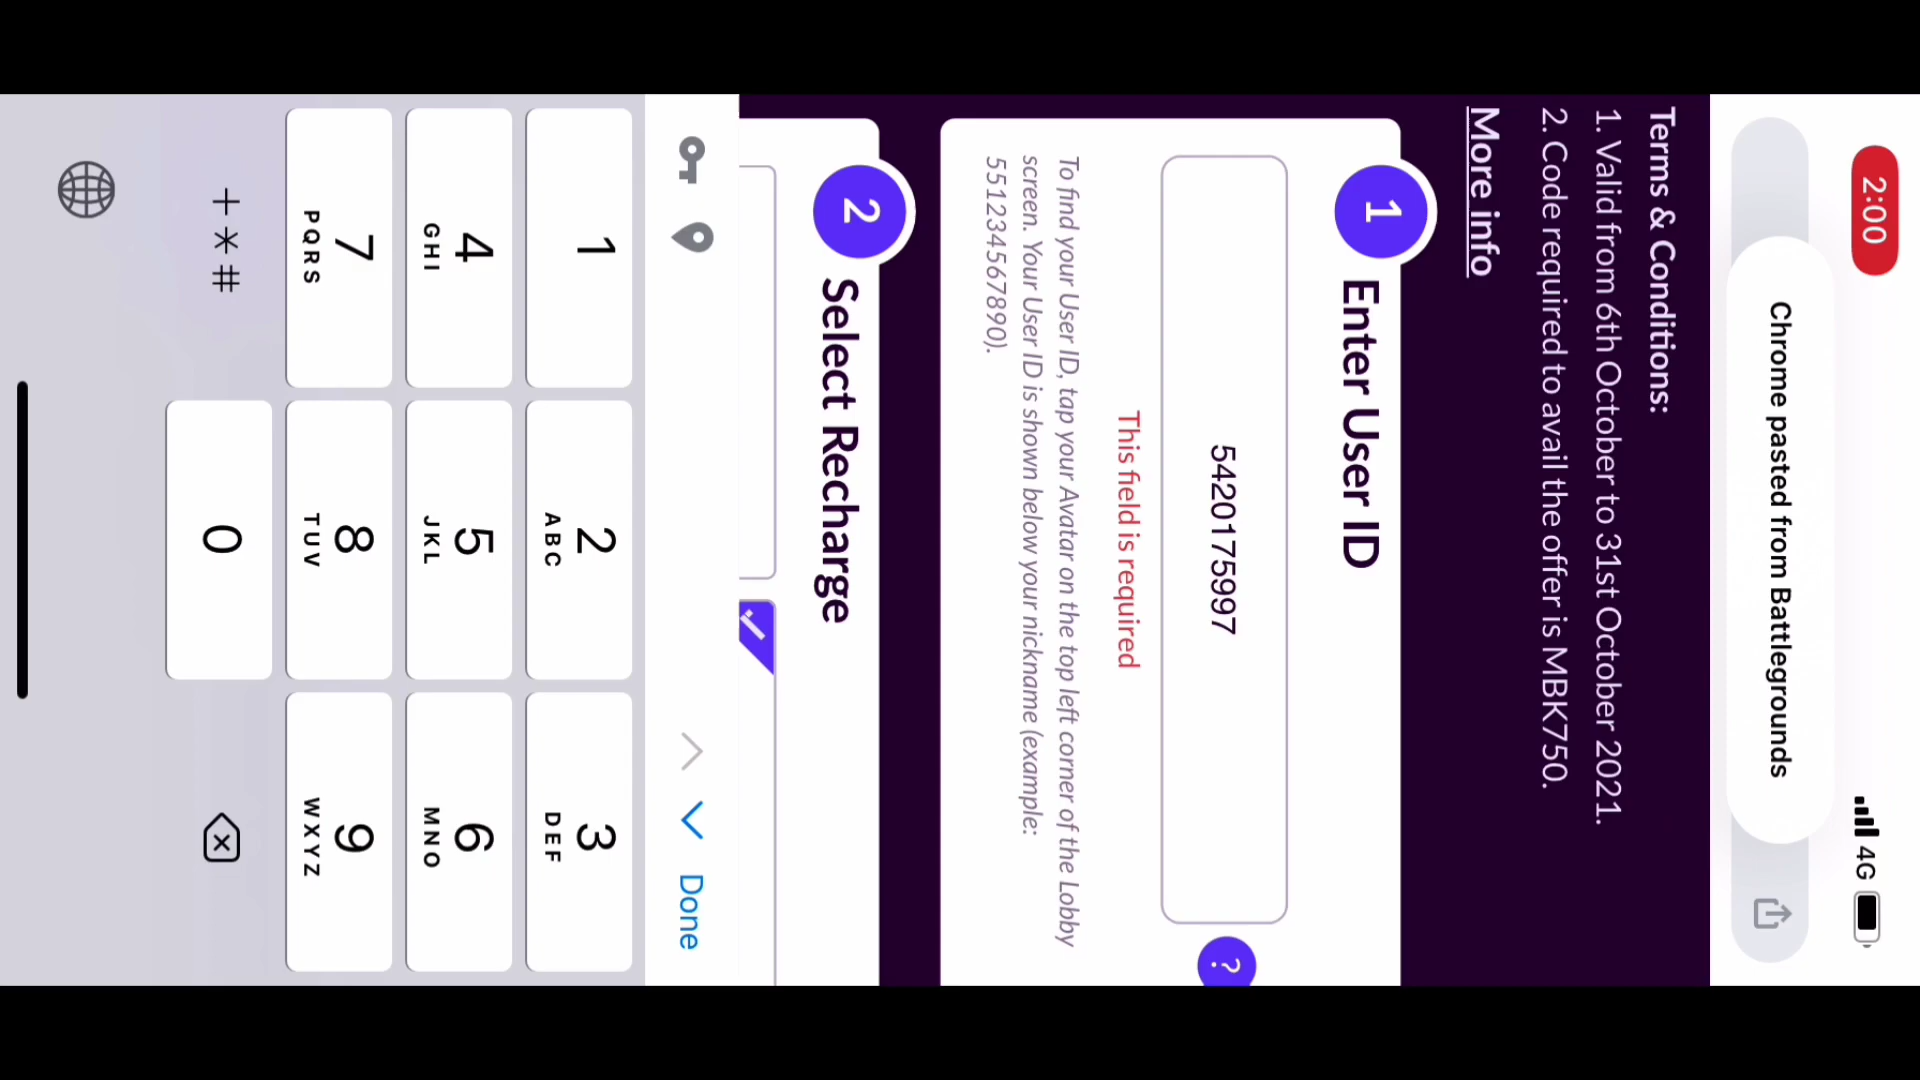 2:00
4G
Chrome pasted from Battlegrounds
Terms & Conditions:
1. Valid from 6th October to 31st October 2021.
2. Code required to avail the offer is MBK750.
More info
1
Enter User ID
5420175997
?
This field is required
To find your User ID, tap your Avatar on the top left corner of the Lobby
screen. Your User ID is shown below your nickname (example:
551234567890).
2
Select Recharge
Done
1
2
ABC
3
DEF
4
GHI
5
JKL
6
MNO
7
PQRS
8
TUV
9
WXYZ
+*#
0